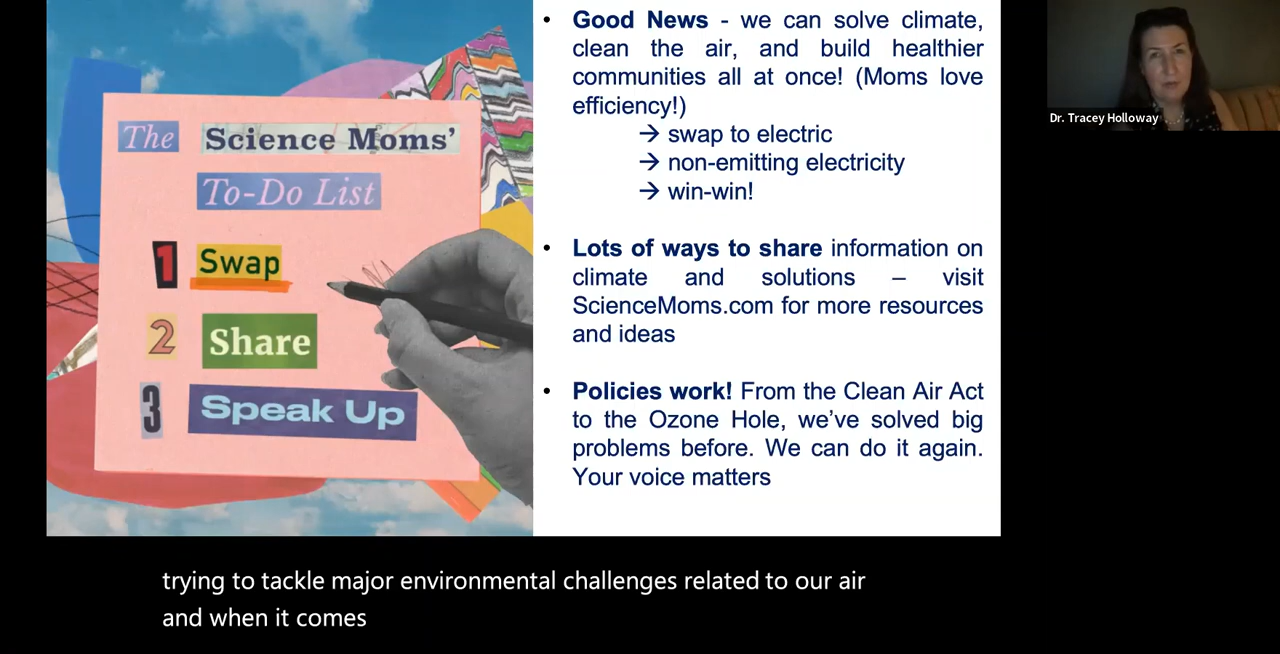 The Science Moms'
To-Do List
1 Swap
2 Share
3 Speak Up
• Good News - we can solve climate,
clean the air, and build healthier
communities all at once! (Moms love
efficiency!)
→ swap to electric
→ non-emitting electricity
→ win-win!
• Lots of ways to share information on
climate and solutions – visit
ScienceMoms.com for more resources
and ideas
• Policies work! From the Clean Air Act
to the Ozone Hole, we've solved big
problems before. We can do it again.
Your voice matters
Dr. Tracey Holloway
trying to tackle major environmental challenges related to our air
and when it comes